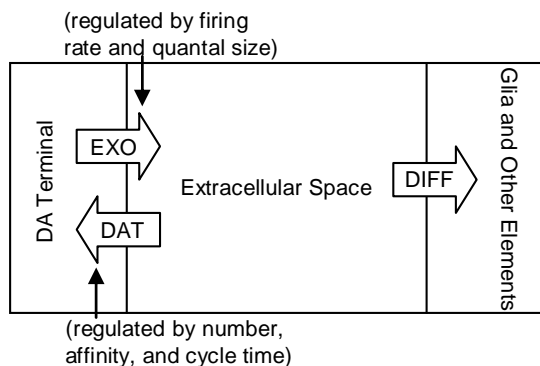 (regulated by firing
rate and quantal size)
DA Terminal
EXO
DAT
Extracellular Space
DIFF
Glia and Other
Elements
(regulated by number,
affinity, and cycle time)